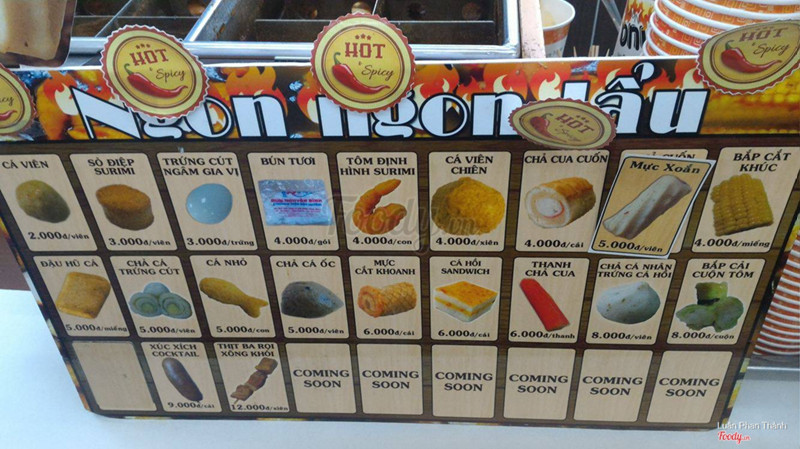 HOT
& Spicy
HOT
& Spicy
HOT
Spicy
Ngon ngon lẩu
CÁ VIÊN
2.000đ/viên
SÒ ĐIỆP
SURIMI
3.000đ/viên
TRỨNG CÚT
NGÂM GIA VỊ
3.000đ/trứng
BÚN TƯƠI
4.000đ/gói
TÔM ĐỊNH
HÌNH SURIMI
4.000đ/con
CÁ VIÊN
CHIÊN
4.000đ/xiên
CHẢ CUA CUỐN
4.000đ/cái
CUỐN
MỰC XOẮN
5.000đ/viên
BẮP CẮT
KHÚC
4.000đ/miếng
ĐẬU HŨ CÁ
5.000đ/miếng
CHẢ CÁ
TRỨNG CÚT
5.000đ/viên
CÁ NHỎ
5.000đ/con
CHẢ CÁ ỐC
5.000đ/viên
MỰC
CẮT KHOANH
6.000đ/cái
CÁ HỒI
SANDWICH
6.000đ/cái
THANH
CHẢ CUA
6.000đ/thanh
CHẢ CÁ NHÂN
TRỨNG CÁ HỒI
8.000đ/viên
BẮP CẢI
CUỘN TÔM
8.000đ/cuộn
XÚC XÍCH
COCKTAIL
9.000đ/cái
THỊT BA RỌI
XÔNG KHÓI
12.000đ/viên
COMING
SOON
COMING
SOON
COMING
SOON
COMING
SOON
COMING
SOON
COMING
SOON
Foody.vn
Luân Phan Thành
Foody.vn